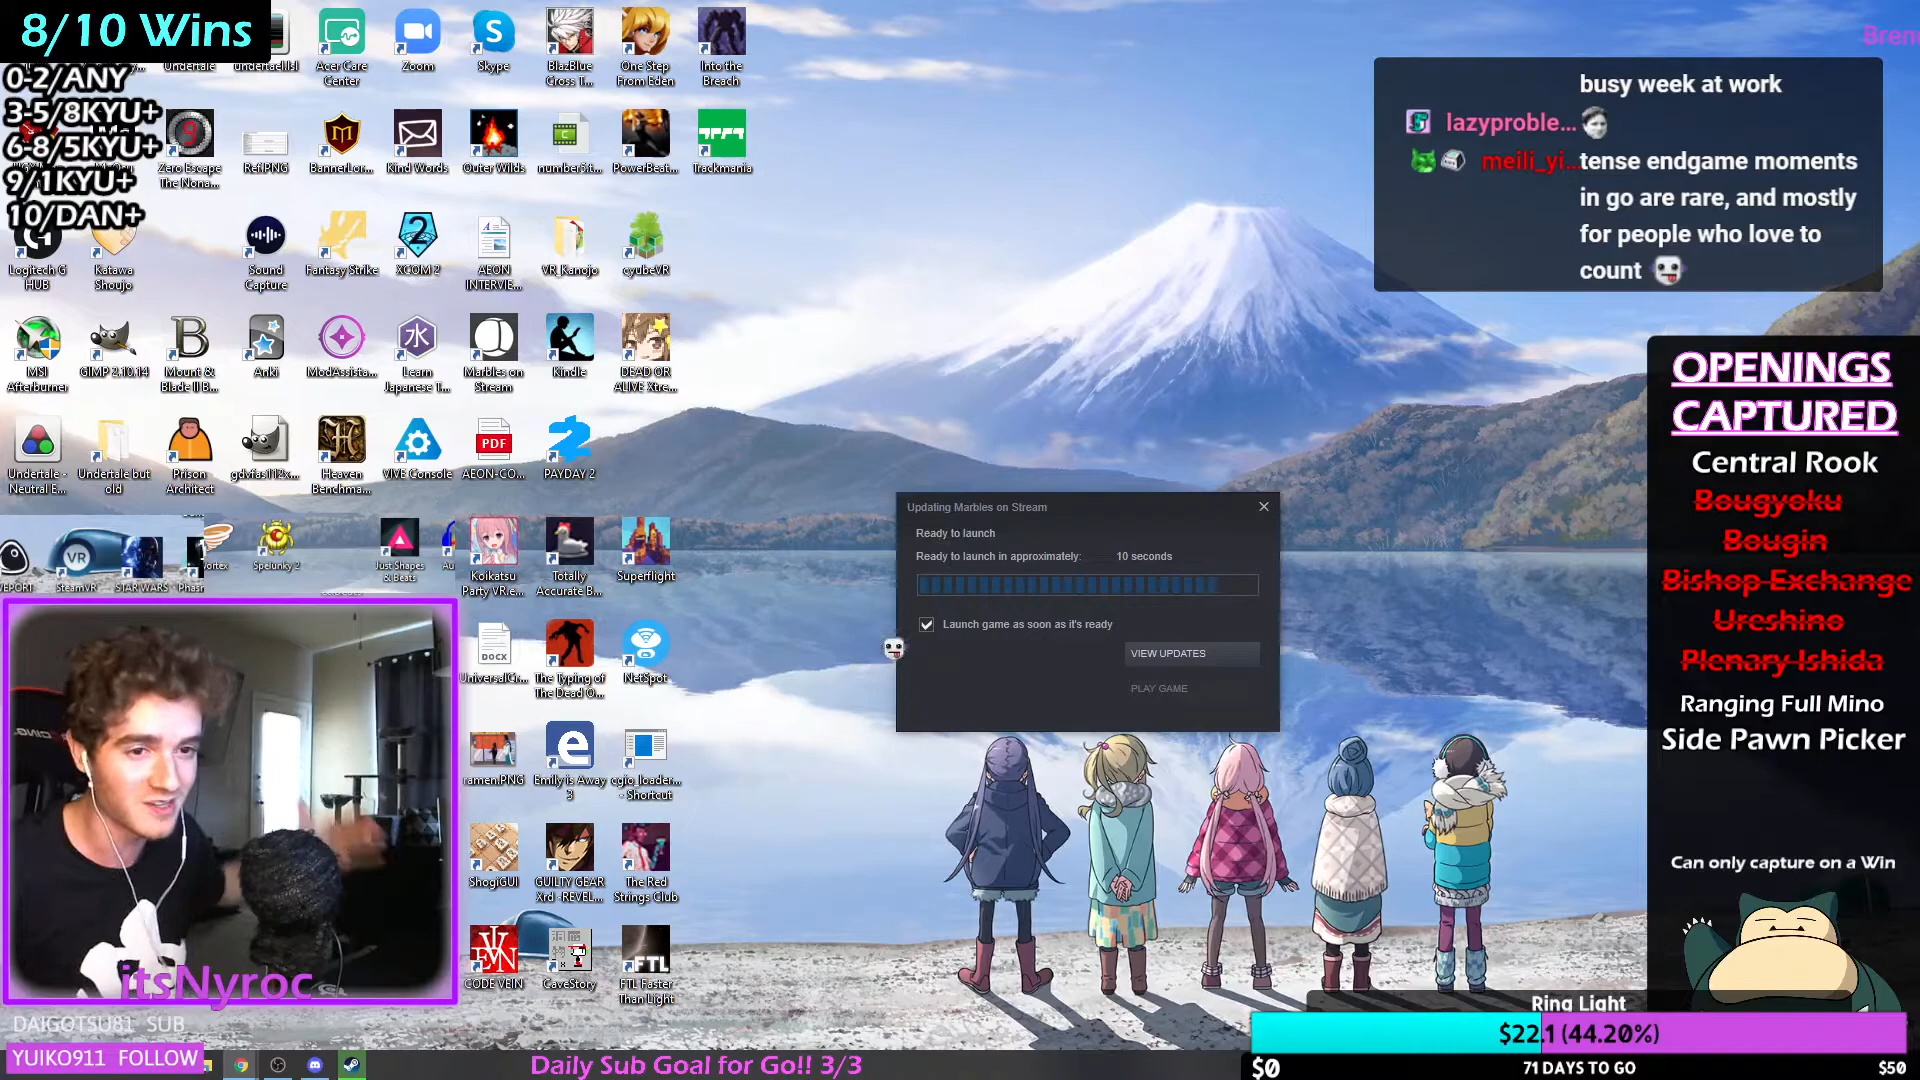 8/10 Wins
0-2/ANY
3-5/8KYU+
6-8/5KYU+
9/1KYU+
10/DAN+
Undertale
undertael.lsl
Acer Care
Center
Zoom
Skype
BlazBlue
Cross T...
One Step
From Eden
Into the
Breach
Zero Escape
The Nona...
Ref1.PNG
BannerLor...
Kind Words
Outer Wilds
number3.t...
PowerBeat...
Trackmania
Logitech G
HUB
Katawa
Shoujo
Sound
Capture
Fantasy Strike
XCOM 2
AEON
INTERVIE...
VR_Kanojo
cyubeVR
MSI
Afterburner
GIMP 2.10.14
Mount &
Blade II B...
Anki
ModAssista...
Learn
Japanese T...
Marbles on
Stream
Kindle
DEAD OR
ALIVE Xtre...
Undertale -
Neutral E...
Undertale but
old
Prison
Architect
Heaven
Benchma...
VIVE Console
PDF
AEON-CO...
PAYDAY 2
SteamVR
STAR WARS
Spelunky 2
Just Shapes
& Beats
Koikatsu
Party VR.e...
Totally
Accurate B...
Superflight
DOCX
UniversalCr...
The Typing of
The Dead O...
NetSpot
ramen.PNG
Emily is Away
3
cgio_loader...
- Shortcut
ShogiGUI
GUILTY GEAR
Xrd -REVEL...
The Red
Strings Club
CODE VEIN
CaveStory
FTL
FTL Faster
Than Light
busy week at work
lazyproble...
meili_yi... tense endgame moments
in go are rare, and mostly
for people who love to
count
OPENINGS
CAPTURED
Central Rook
Bougyoku
Bougin
Bishop Exchange
Ureshino
Plenary Ishida
Ranging Full Mino
Side Pawn Picker
Can only capture on a Win
Updating Marbles on Stream
Ready to launch
Ready to launch in approximately: 10 seconds
Launch game as soon as it's ready
VIEW UPDATES
PLAY GAME
itsNyroc
DAIGOTSU81 SUB
YUIKO911 FOLLOW
Daily Sub Goal for Go!! 3/3
Ring Light
$22.1 (44.20%)
$0
71 DAYS TO GO
$50